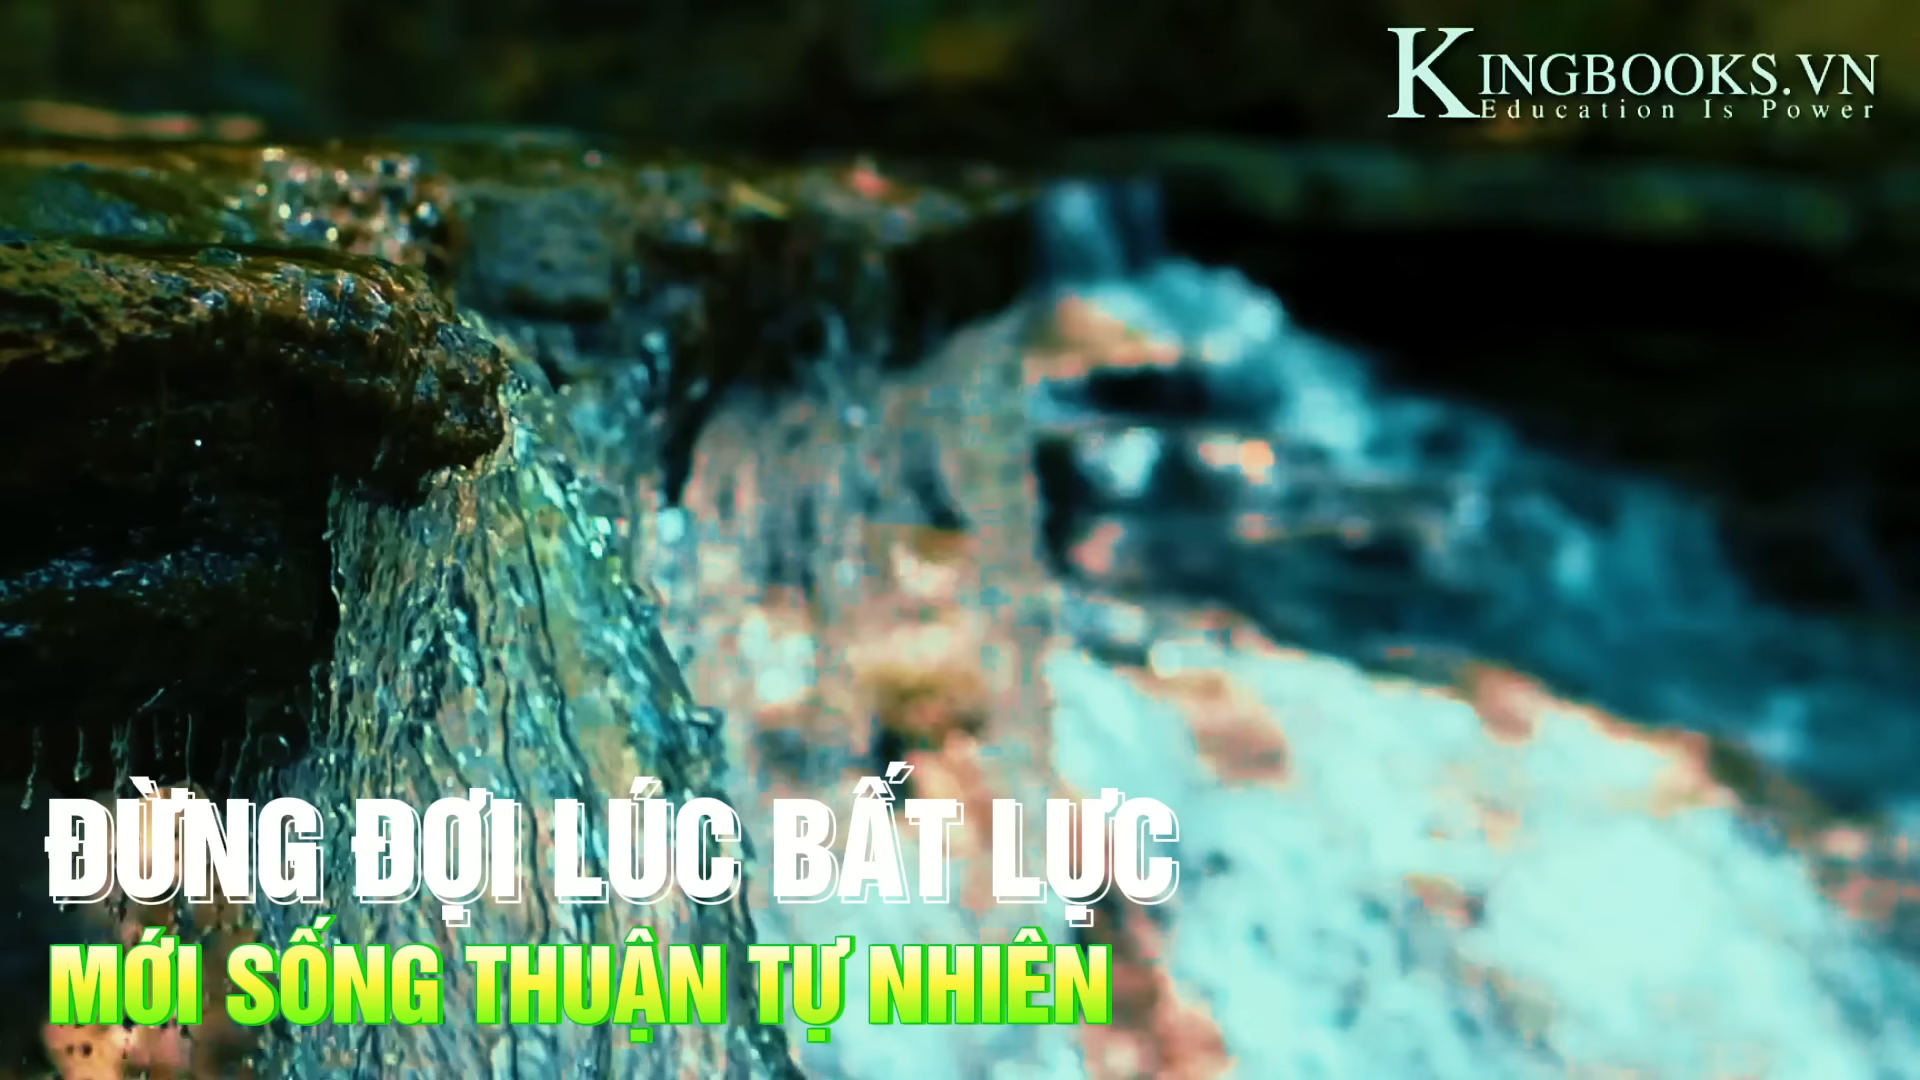 KINGBOOKS.VN
Education Is Power
ĐỪNG ĐỢI LÚC BẤT LỰC
MỚI SỐNG THUẬN TỰ NHIÊN